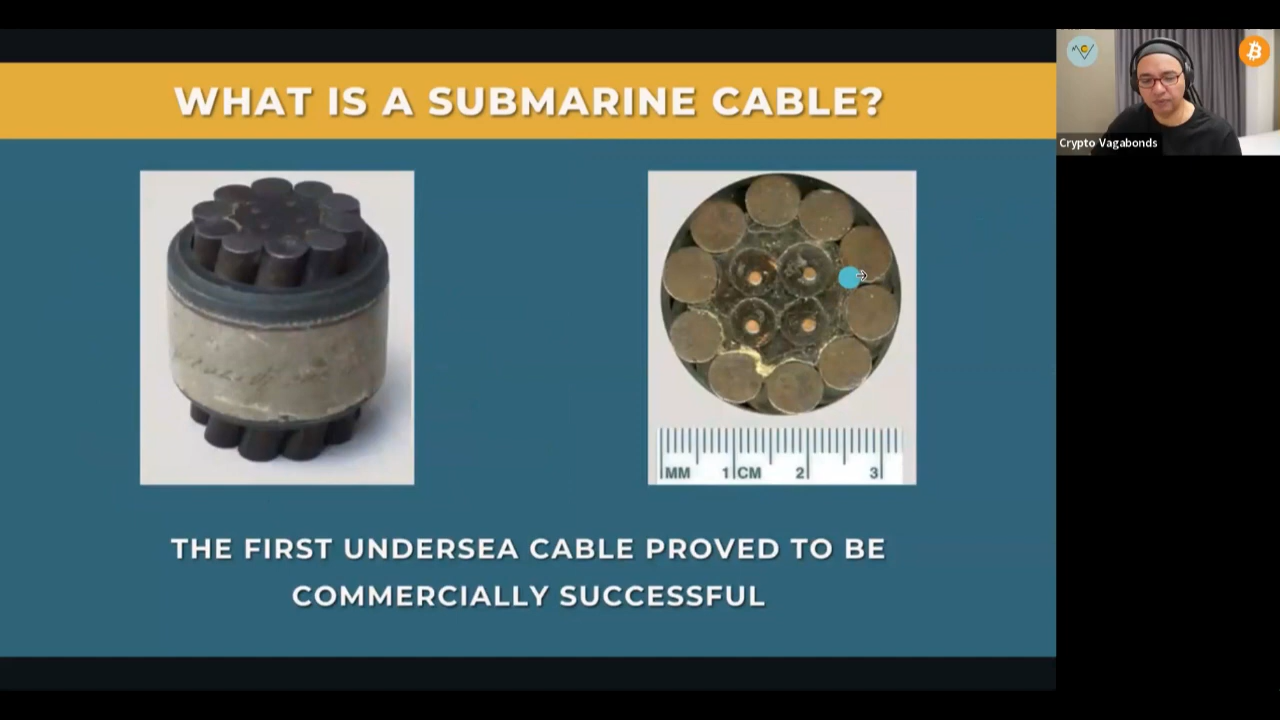 WHAT IS A SUBMARINE CABLE?
Crypto Vagabonds
MM 1 CM 2 3
THE FIRST UNDERSEA CABLE PROVED TO BE
COMMERCIALLY SUCCESSFUL